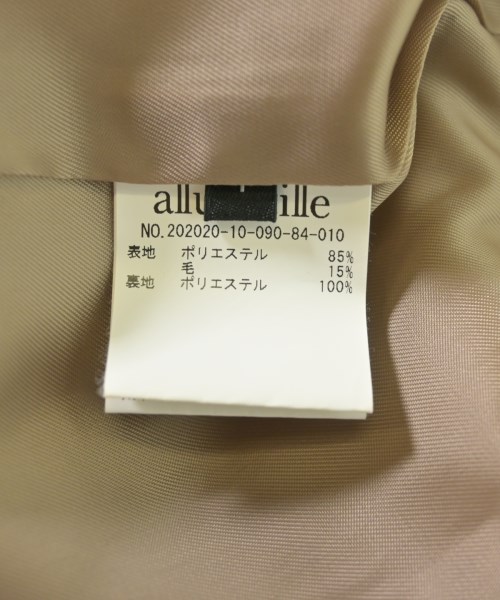 allu ille
NO.202020-10-090-84-010
表地 ポリエステル 85%
毛 15%
裏地 ポリエステル 100%